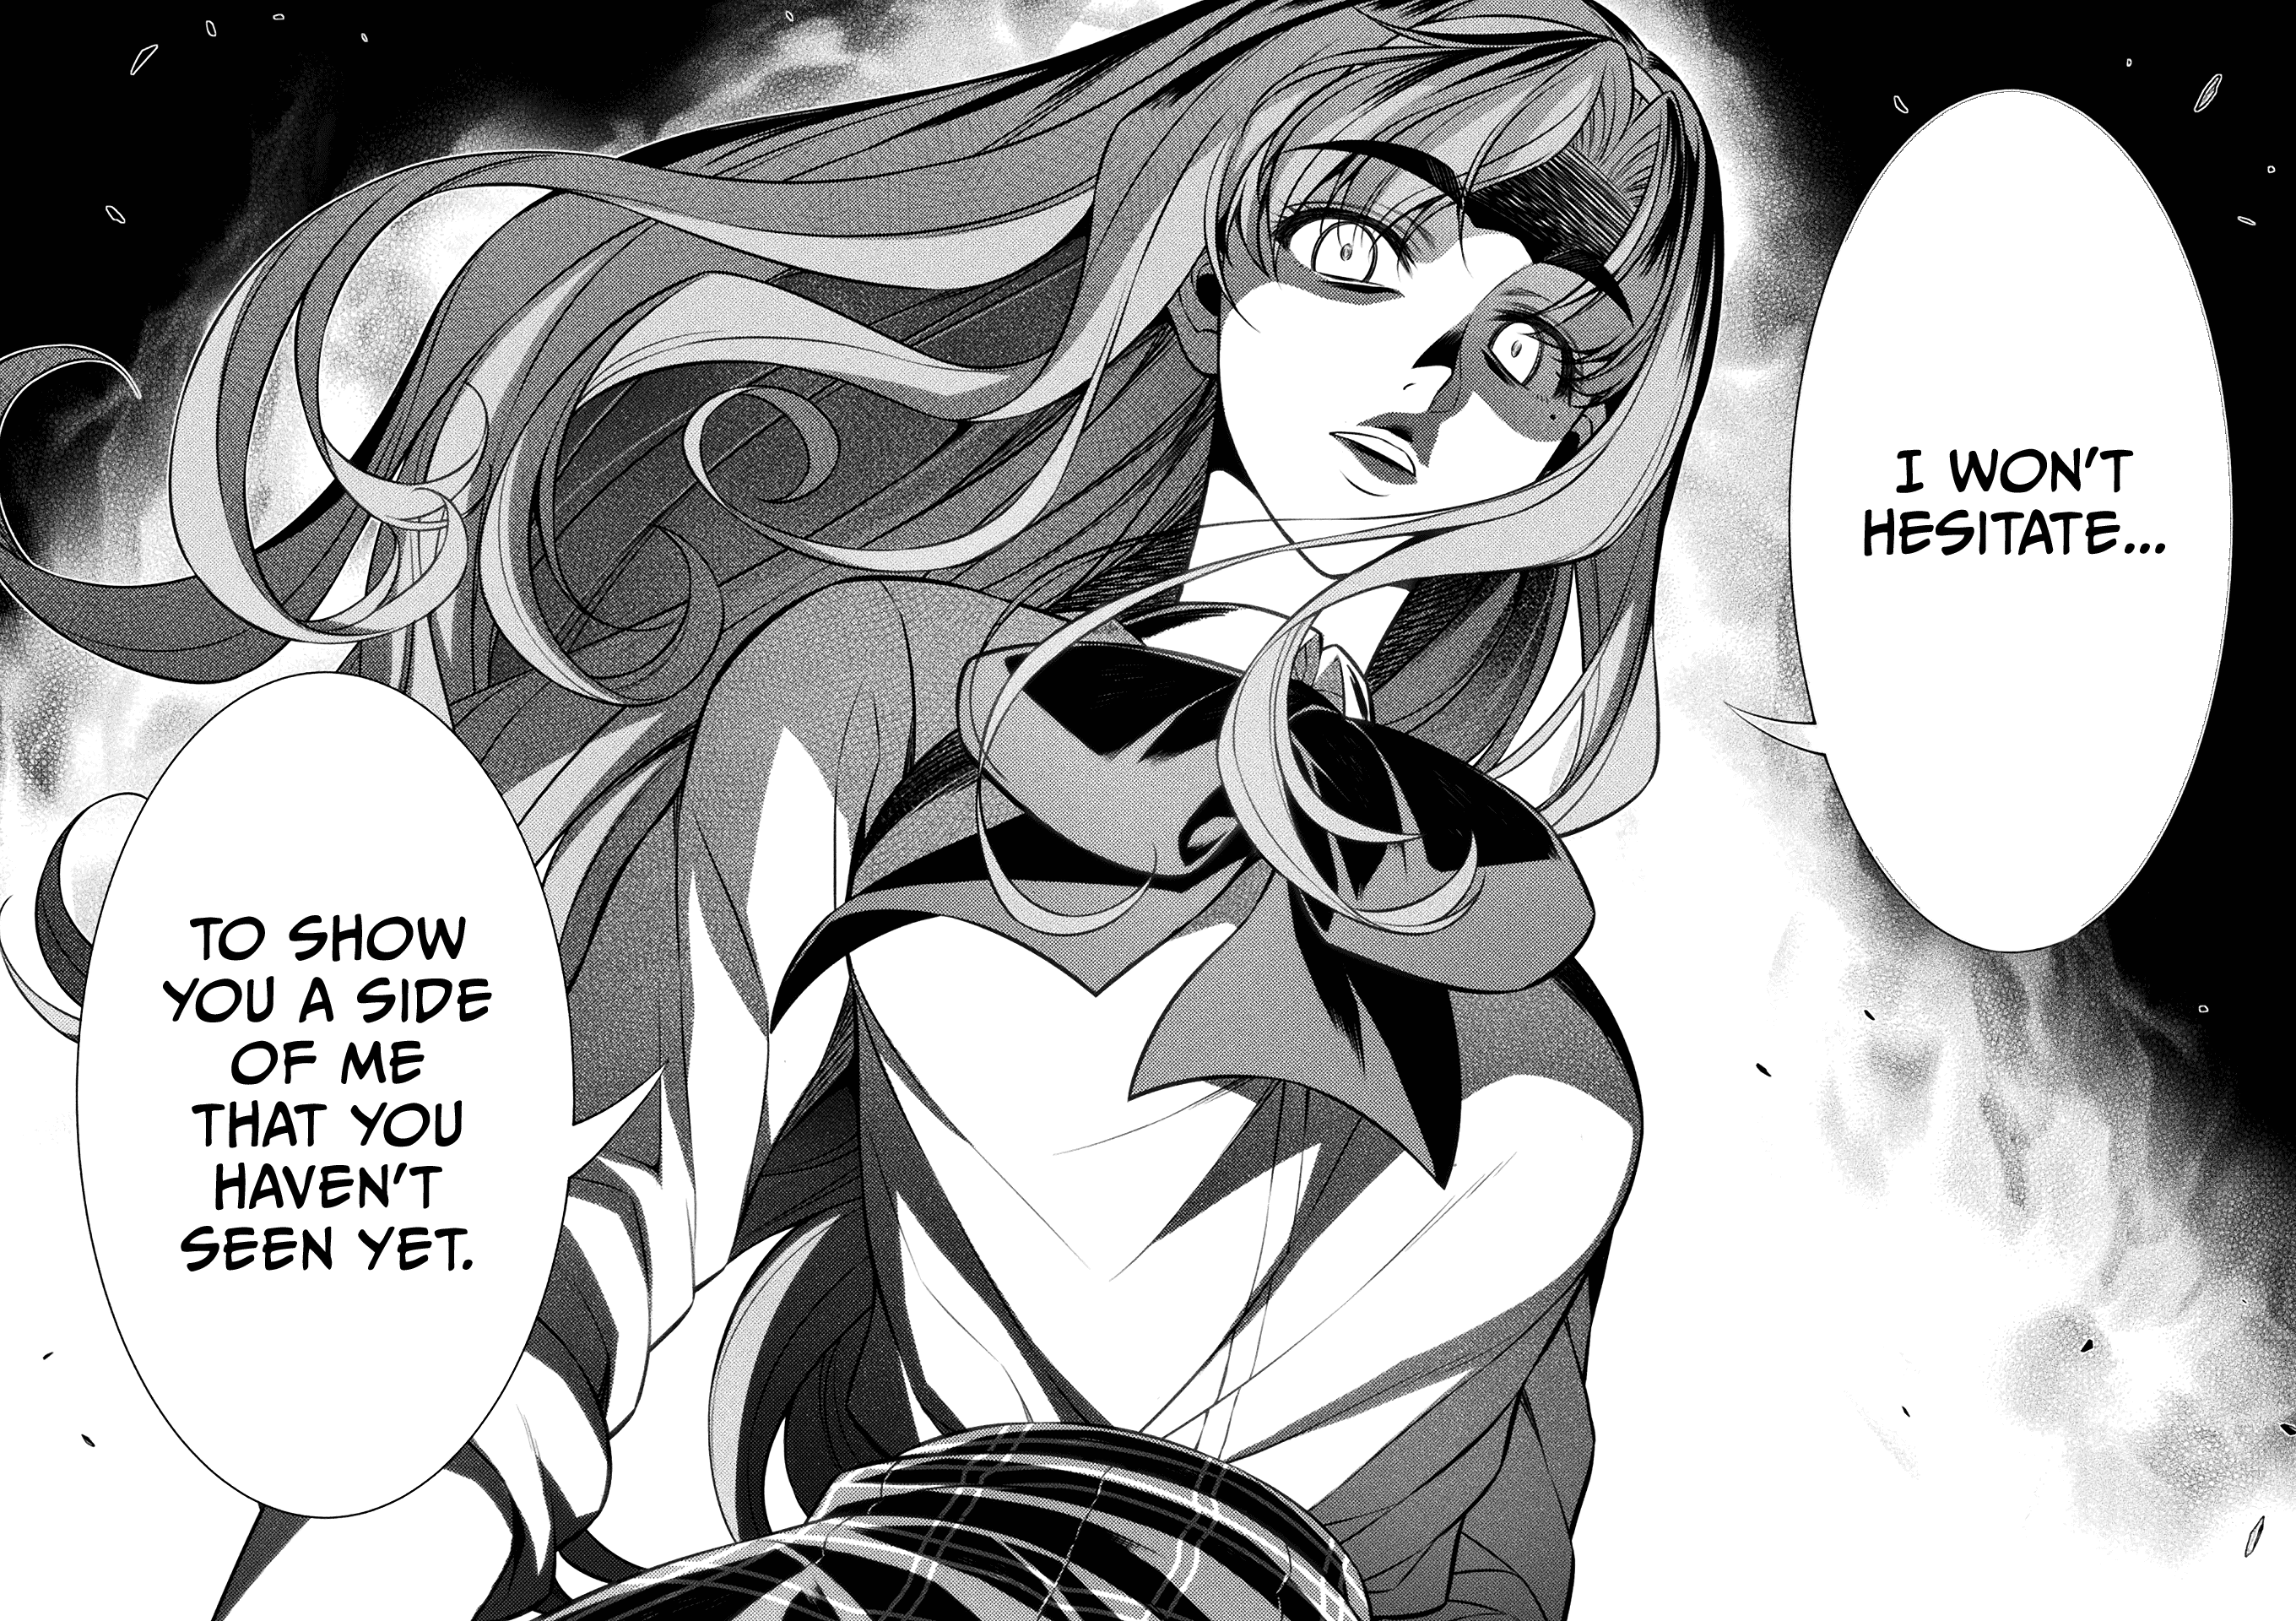 I WON'T
HESITATE...
TO SHOW
YOU A SIDE
OF ME
THAT YOU
HAVEN'T
SEEN YET.